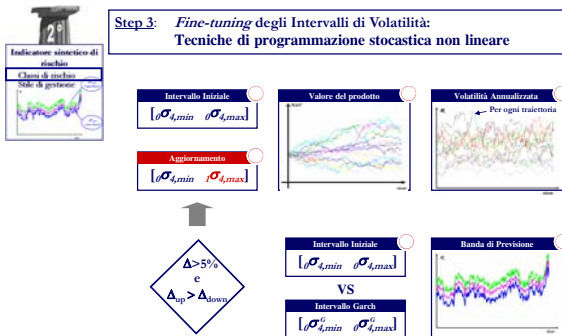 2°
Step 3: Fine-tuning degli Intervalli di Volatilità:
Tecniche di programmazione stocastica non lineare
Indicatore sintetico di
rischio
Classi di rischio
Stile di gestione
Intervallo Iniziale
[₀σ₄,min ₀σ₄,max]
Valore del prodotto
Volatilità Annualizzata
Per ogni traiettoria
Aggiornamento
[₀σ₄,min ₁σ₄,max]
Δ>5%
e
Δup > Δdown
Intervallo Iniziale
[₀σ₄,min ₀σ₄,max]
VS
Intervallo Garch
[₀σᴳ₄,min ₀σᴳ₄,max]
Banda di Previsione